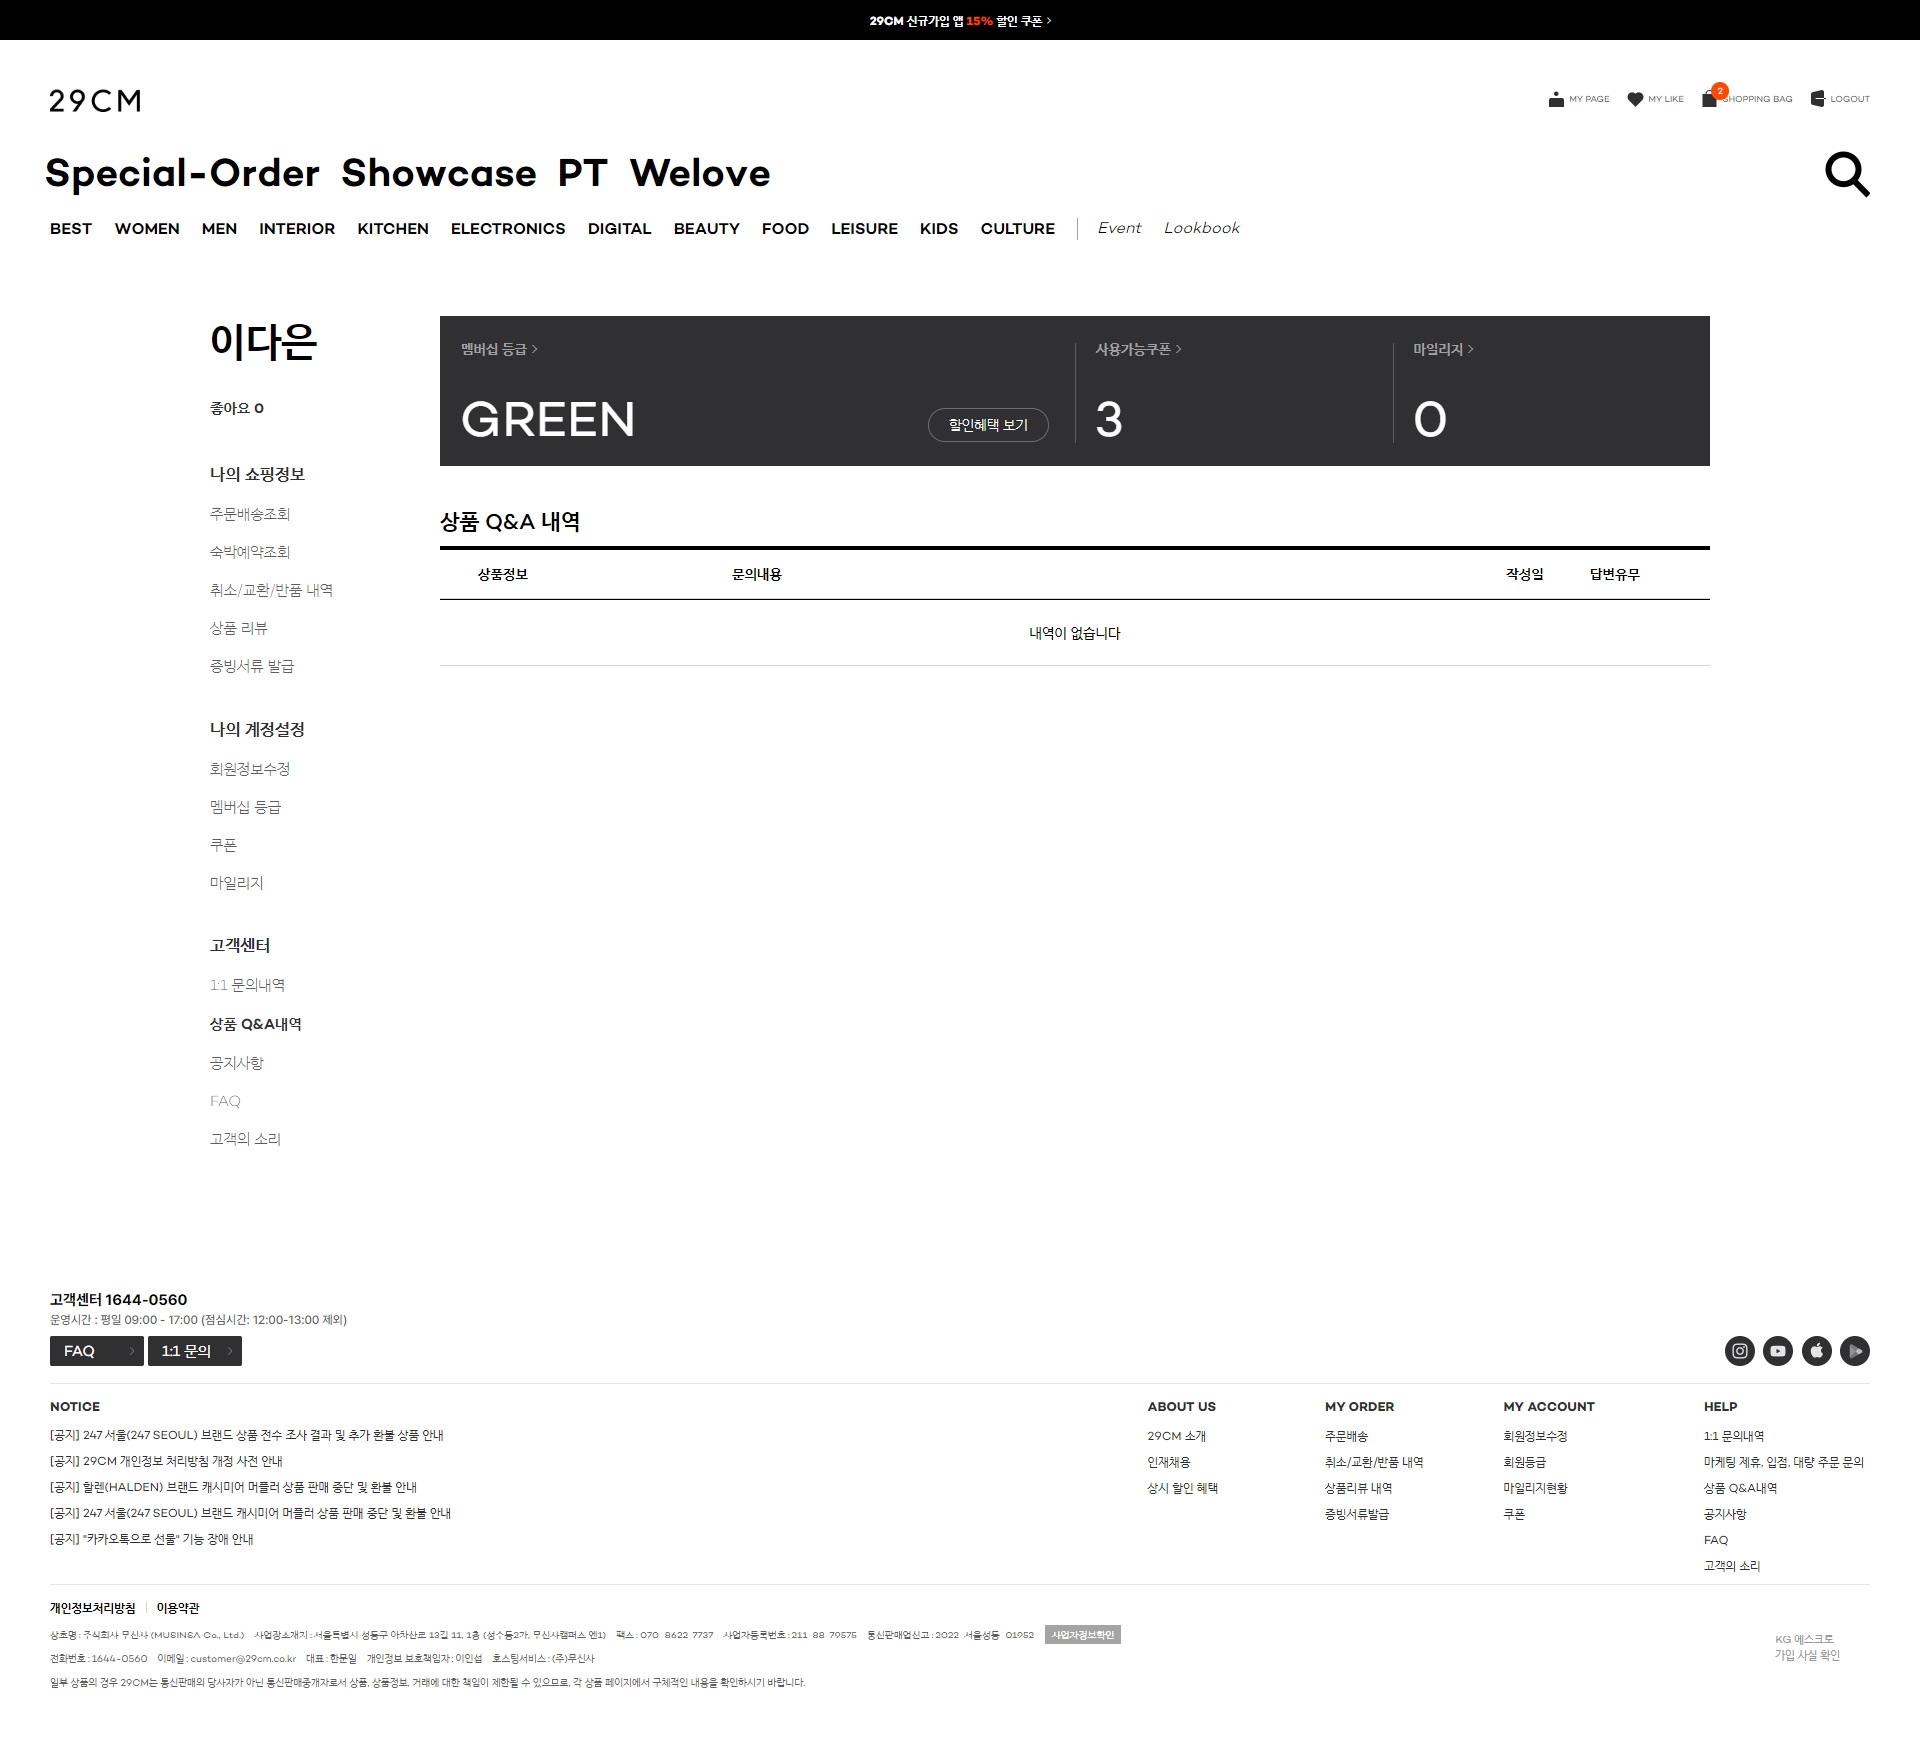 29CM 신규가입 앱 15% 할인 쿠폰 >
29CM
MY PAGE MY LIKE 2 SHOPPING BAG LOGOUT
Special-Order Showcase PT Welove
BEST WOMEN MEN INTERIOR KITCHEN ELECTRONICS DIGITAL BEAUTY FOOD LEISURE KIDS CULTURE Event Lookbook
이다은
좋아요 0
나의 쇼핑정보
주문배송조회
숙박예약조회
취소/교환/반품 내역
상품 리뷰
증빙서류 발급
나의 계정설정
회원정보수정
멤버십 등급
쿠폰
마일리지
고객센터
1:1 문의내역
상품 Q&A내역
공지사항
FAQ
고객의 소리
멤버십 등급 > 사용가능쿠폰 > 마일리지 >
GREEN 할인혜택 보기 3 0
상품 Q&A 내역
상품정보 문의내용 작성일 답변유무
내역이 없습니다
고객센터 1644-0560
운영시간 : 평일 09:00 - 17:00 (점심시간: 12:00-13:00 제외)
FAQ > 1:1 문의 >
NOTICE
[공지] 247 서울(247 SEOUL) 브랜드 상품 전수 조사 결과 및 추가 환불 상품 안내
[공지] 29CM 개인정보 처리방침 개정 사전 안내
[공지] 할렌(HALDEN) 브랜드 캐시미어 머플러 상품 판매 중단 및 환불 안내
[공지] 247 서울(247 SEOUL) 브랜드 캐시미어 머플러 상품 판매 중단 및 환불 안내
[공지] "카카오톡으로 선물" 기능 장애 안내
ABOUT US
29CM 소개
인재채용
상시 할인 혜택
MY ORDER
주문배송
취소/교환/반품 내역
상품리뷰 내역
증빙서류발급
MY ACCOUNT
회원정보수정
회원등급
마일리지현황
쿠폰
HELP
1:1 문의내역
마케팅 제휴, 입점, 대량 주문 문의
상품 Q&A내역
공지사항
FAQ
고객의 소리
개인정보처리방침 이용약관
상호명 : 주식회사 무신사 (MUSINSA Co., Ltd.) 사업장소재지 : 서울특별시 성동구 아차산로 13길 11, 1층 (성수동2가, 무신사캠퍼스 엔1) 팩스 : 070-8622-7737 사업자등록번호 : 211-88-79575 통신판매업신고 : 2022-서울성동-01952 사업자정보확인
전화번호 : 1644-0560 이메일 : customer@29cm.co.kr 대표 : 한문일 개인정보 보호책임자 : 이인섭 호스팅서비스 : (주)무신사
일부 상품의 경우 29CM는 통신판매의 당사자가 아닌 통신판매중개자로서 상품, 상품정보, 거래에 대한 책임이 제한될 수 있으므로, 각 상품 페이지에서 구체적인 내용을 확인하시기 바랍니다.
KG 에스크로
가입 사실 확인